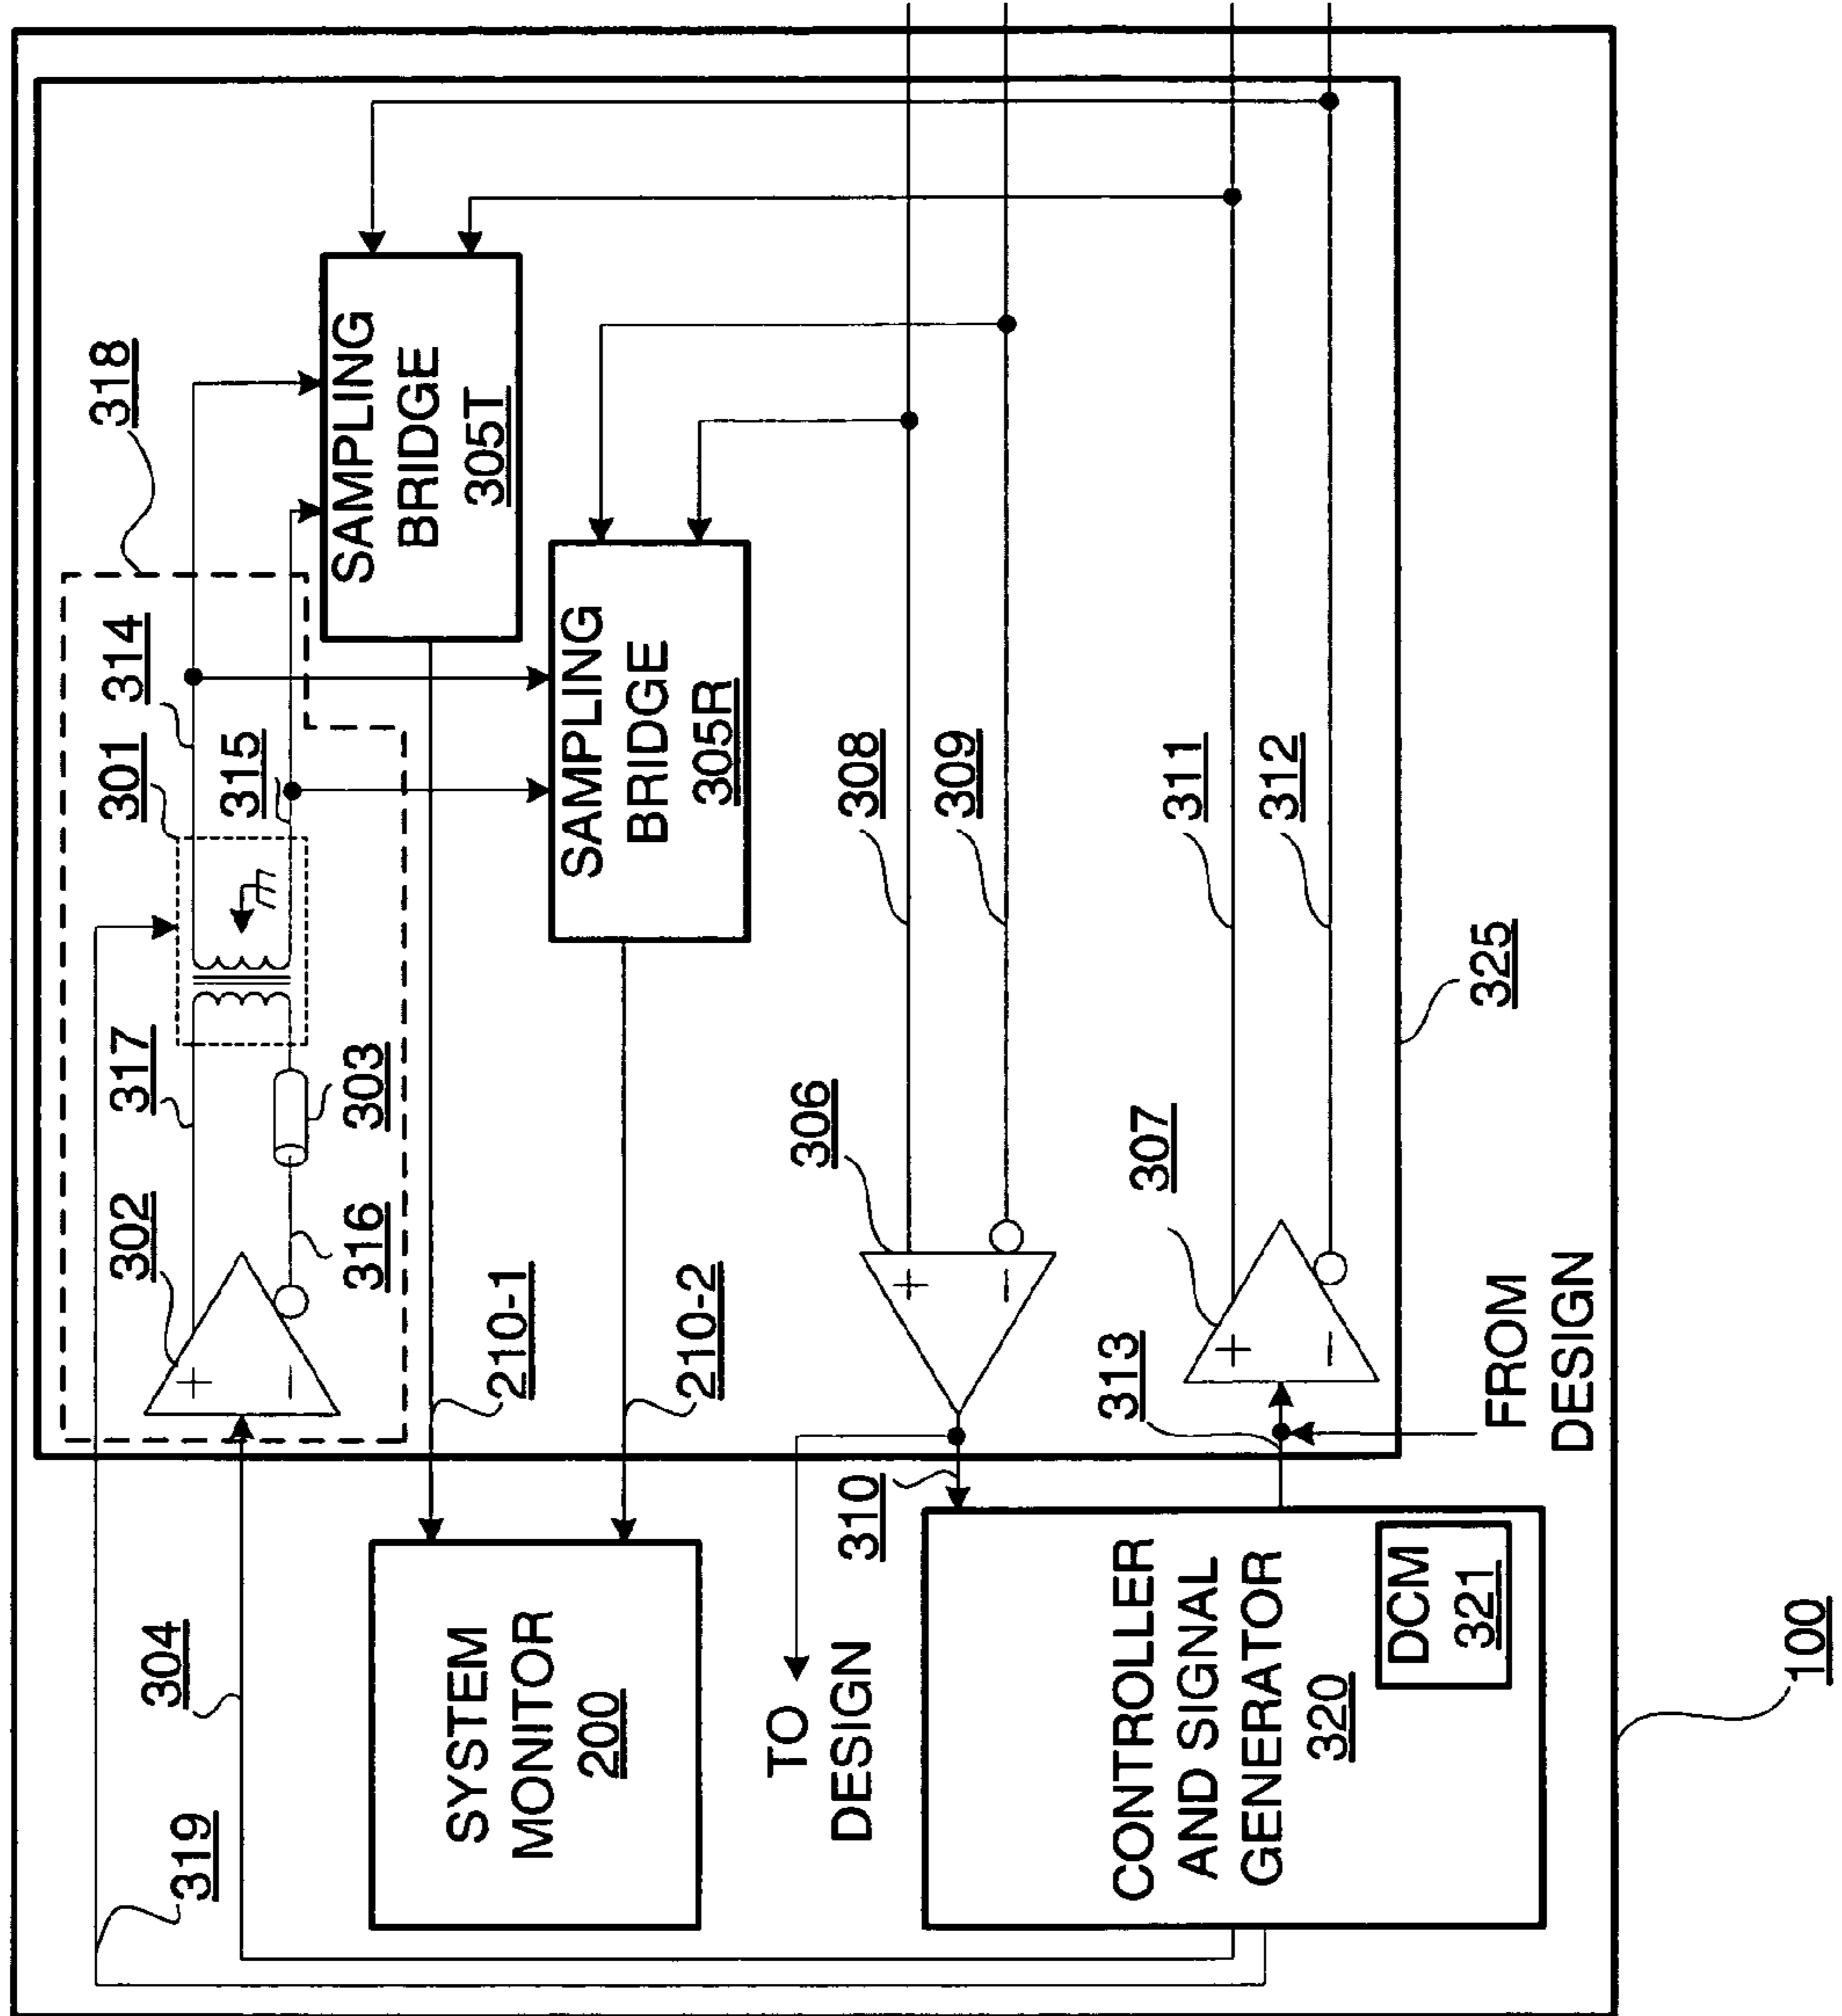 319
304
SYSTEM
MONITOR
200
TO
DESIGN
CONTROLLER
AND SIGNAL
GENERATOR
320
DCM
321
100
302
+
−
316
317
303
301
314
315
318
210-1
210-2
310
313
FROM
DESIGN
306
+
−
307
+
−
SAMPLING
BRIDGE
305T
SAMPLING
BRIDGE
305R
308
309
311
312
325